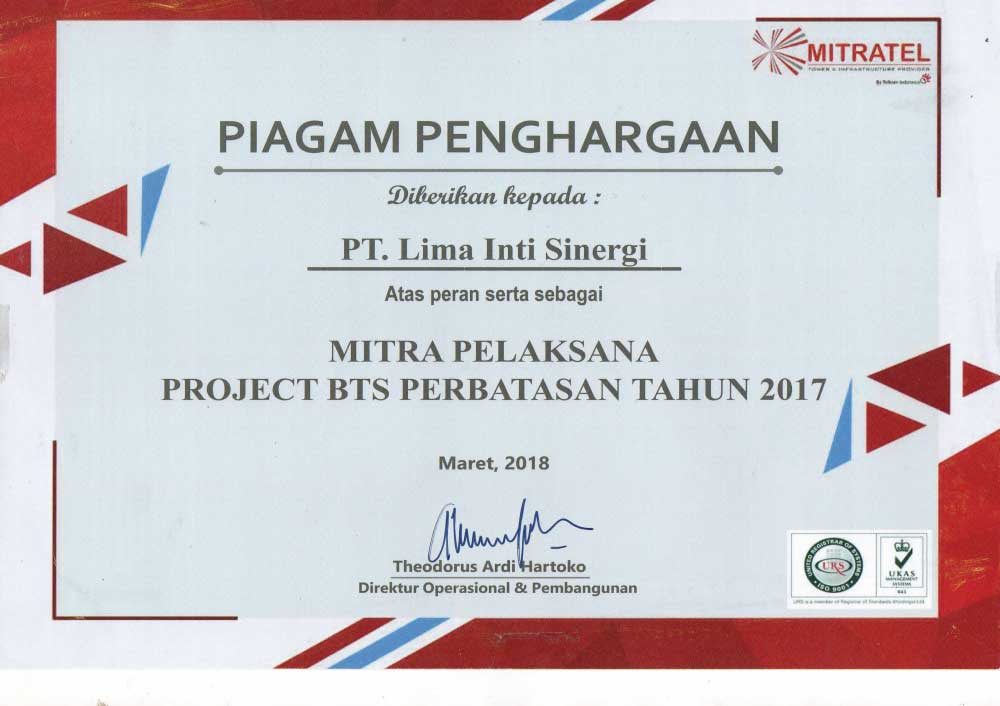 MITRATEL
TOWER & INFRASTRUCTURE PROVIDER
By Telkom Indonesia
PIAGAM PENGHARGAAN
Diberikan kepada :
PT. Lima Inti Sinergi
Atas peran serta sebagai
MITRA PELAKSANA
PROJECT BTS PERBATASAN TAHUN 2017
Maret, 2018
Theodorus Ardi Hartoko
Direktur Operasional & Pembangunan
UNITED REGISTRAR OF SYSTEMS
URS
ISO 9001
UKAS
MANAGEMENT
SYSTEMS
URS is a member of Registrar of Standards (Holdings) Ltd.